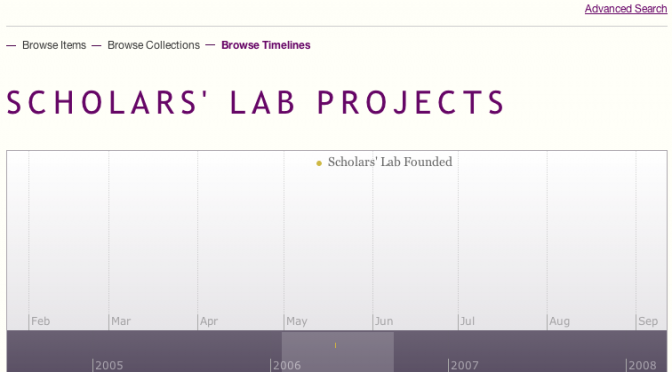 Advanced Search
— Browse Items — Browse Collections — Browse Timelines
SCHOLARS' LAB PROJECTS
Scholars' Lab Founded
Feb Mar Apr May Jun Jul Aug Sep
2005 2006 2007 2008